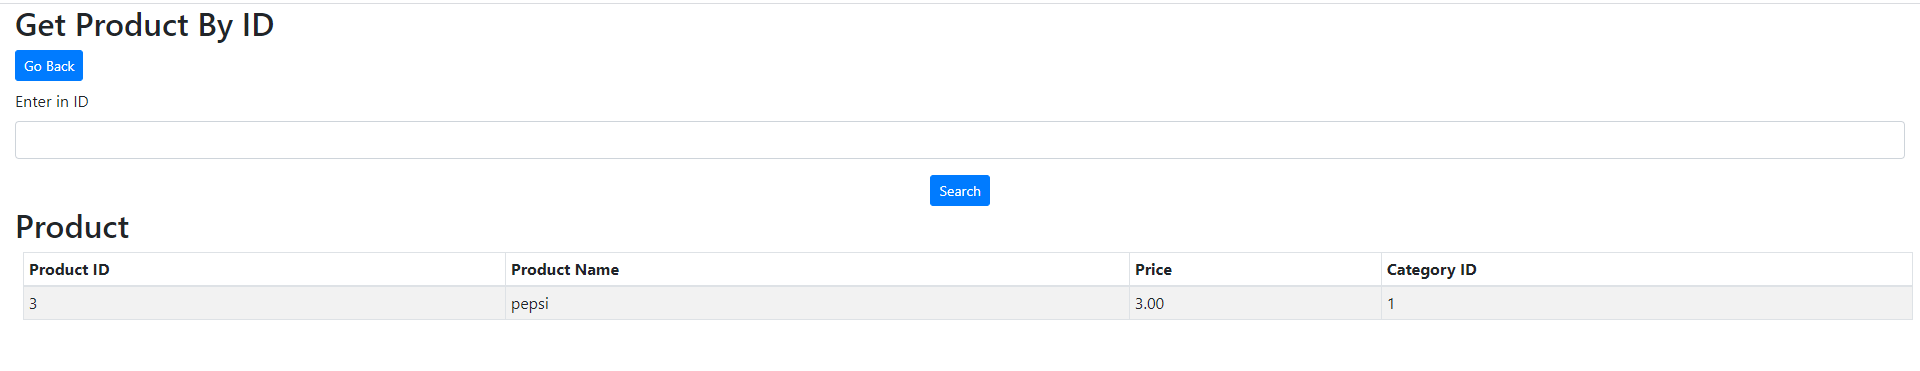 Get Product By ID
Go Back
Enter in ID
Search
Product
Product ID Product Name Price Category ID
3 pepsi 3.00 1